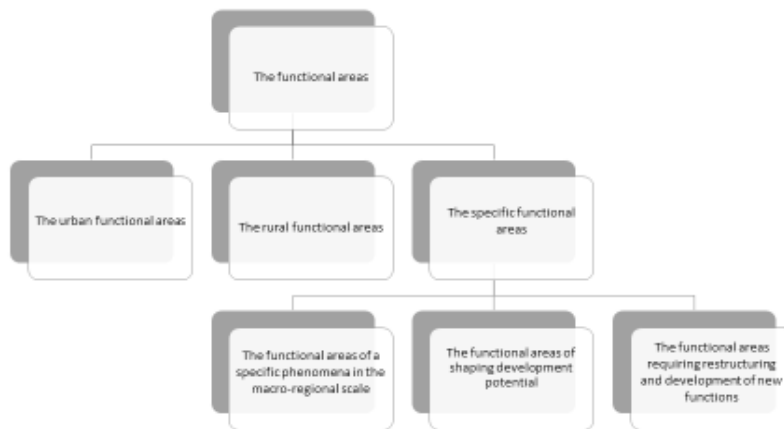 The functional areas
The urban functional areas
The rural functional areas
The specific functional
areas
The functional areas of a
specific phenomena in the
macro-regional scale
The functional areas of
shaping development
potential
The functional areas
requiring restructuring
and development of new
functions